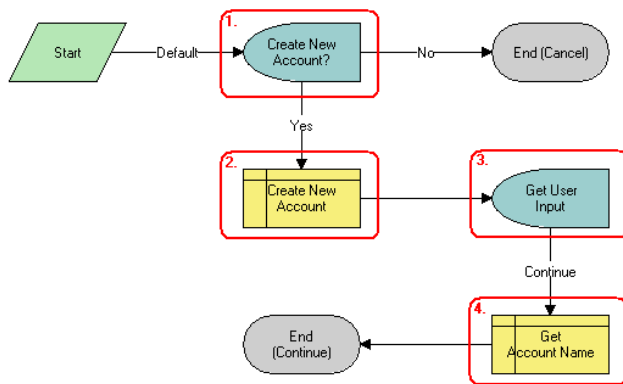 1.
Start
Default
Create New
Account?
No
End (Cancel)
Yes
2.
Create New
Account
3.
Get User
Input
Continue
4.
End
(Continue)
Get
Account Name